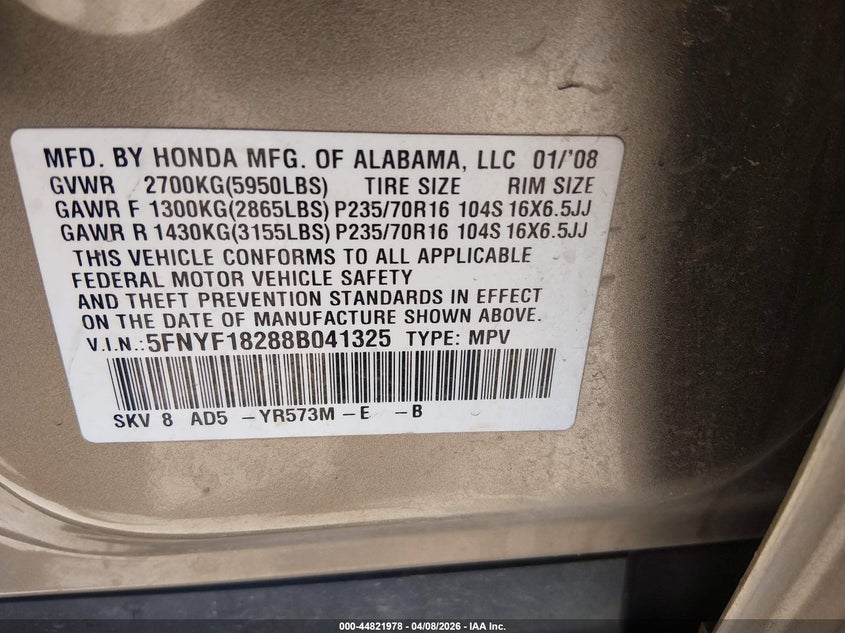 MFD. BY HONDA MFG. OF ALABAMA, LLC 01/'08
GVWR 2700KG(5950LBS) TIRE SIZE RIM SIZE
GAWR F 1300KG(2865LBS) P235/70R16 104S 16X6.5JJ
GAWR R 1430KG(3155LBS) P235/70R16 104S 16X6.5JJ
THIS VEHICLE CONFORMS TO ALL APPLICABLE
FEDERAL MOTOR VEHICLE SAFETY
AND THEFT PREVENTION STANDARDS IN EFFECT
ON THE DATE OF MANUFACTURE SHOWN ABOVE.
V.I.N.:5FNYF18288B041325 TYPE: MPV
SKV 8 AD5 -YR573M-E -B
000-44821978 - 04/08/2026 - IAA Inc.